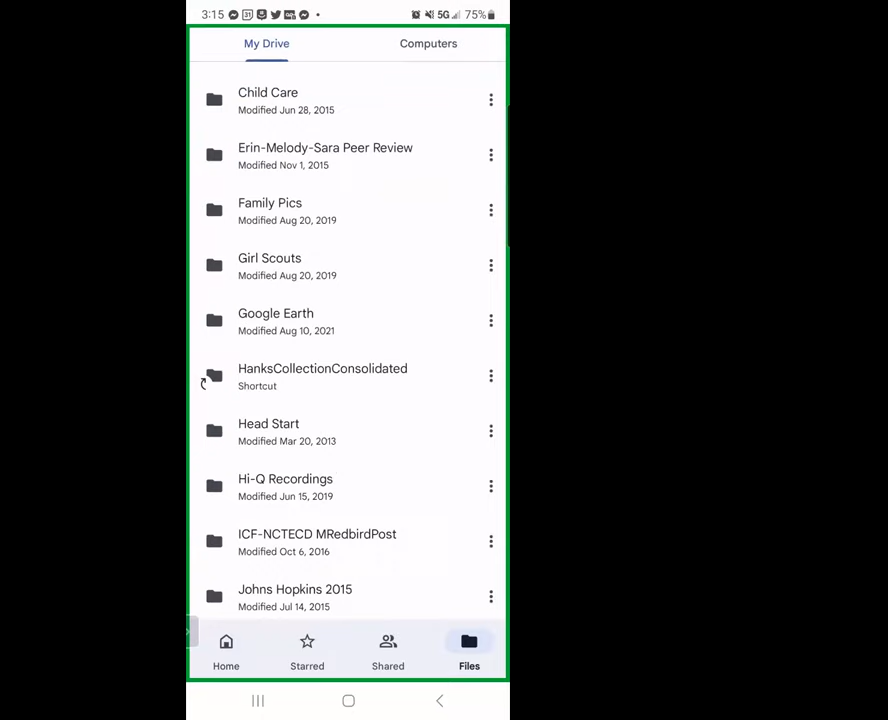 3:15
31
5G
75%
My Drive
Computers
Child Care
Modified Jun 28, 2015
Erin-Melody-Sara Peer Review
Modified Nov 1, 2015
Family Pics
Modified Aug 20, 2019
Girl Scouts
Modified Aug 20, 2019
Google Earth
Modified Aug 10, 2021
HanksCollectionConsolidated
Shortcut
Head Start
Modified Mar 20, 2013
Hi-Q Recordings
Modified Jun 15, 2019
ICF-NCTECD MRedbirdPost
Modified Oct 6, 2016
Johns Hopkins 2015
Modified Jul 14, 2015
Home
Starred
Shared
Files